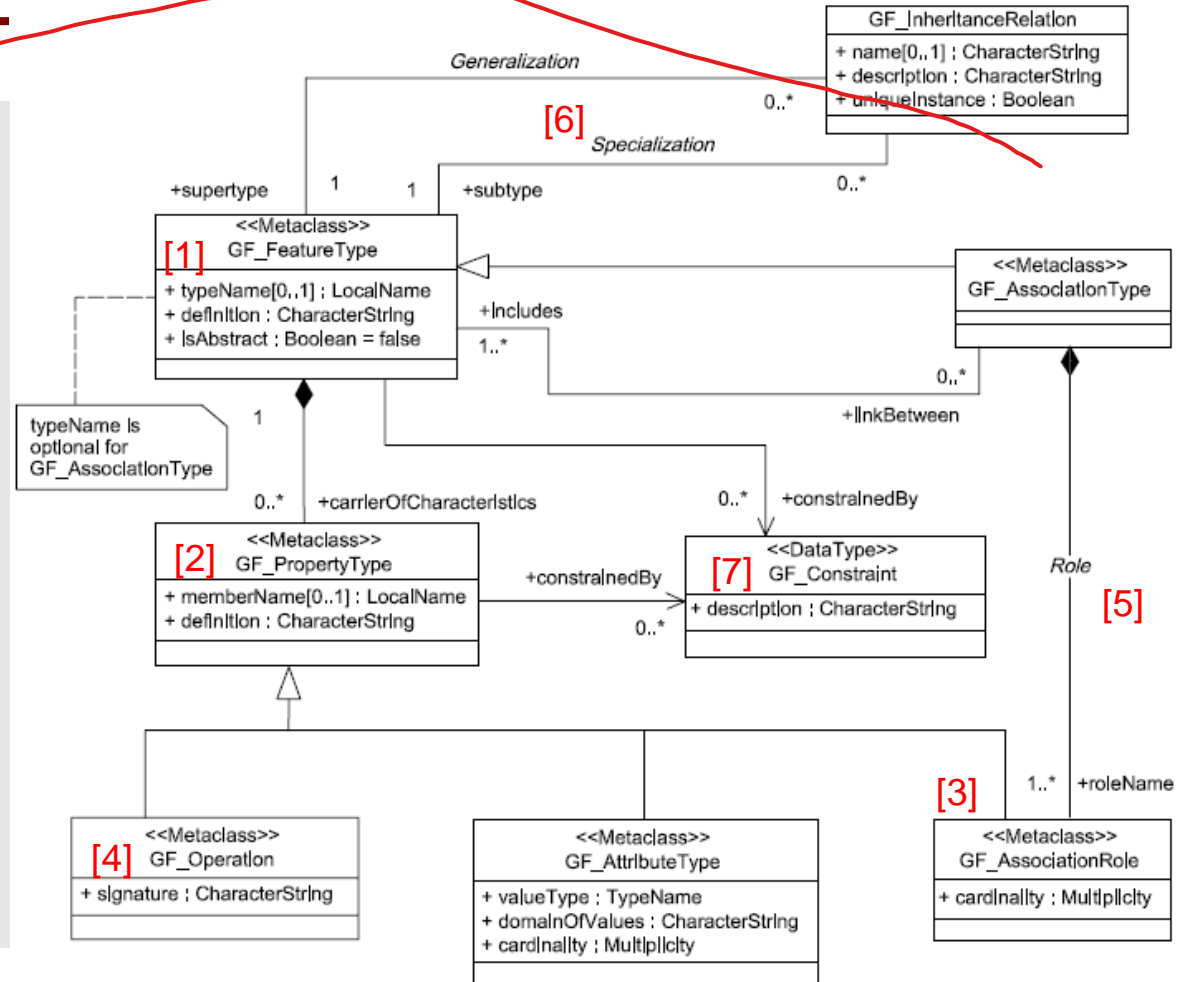 GF_InheritanceRelation
+ name[0..1] : CharacterString
+ description : CharacterString
+ uniqueInstance : Boolean
Generalization
0..*
[6]
Specialization
0..*
+supertype
1
1
+subtype
<<Metaclass>>
GF_FeatureType
[1]
+ typeName[0..1] : LocalName
+ definition : CharacterString
+ isAbstract : Boolean = false
<<Metaclass>>
GF_AssociationType
+includes
1..*
0..*
+linkBetween
typeName is
optional for
GF_AssociationType
1
0..*
+carrierOfCharacteristics
0..*
+constrainedBy
<<Metaclass>>
[2]
GF_PropertyType
+ memberName[0..1] : LocalName
+ definition : CharacterString
+constrainedBy
0..*
<<DataType>>
[7]
GF_Constraint
+ description : CharacterString
Role
[5]
1..*
+roleName
[3]
<<Metaclass>>
[4]
GF_Operation
+ signature : CharacterString
<<Metaclass>>
GF_AttributeType
+ valueType : TypeName
+ domainOfValues : CharacterString
+ cardinality : Multiplicity
<<Metaclass>>
GF_AssociationRole
+ cardinality : Multiplicity